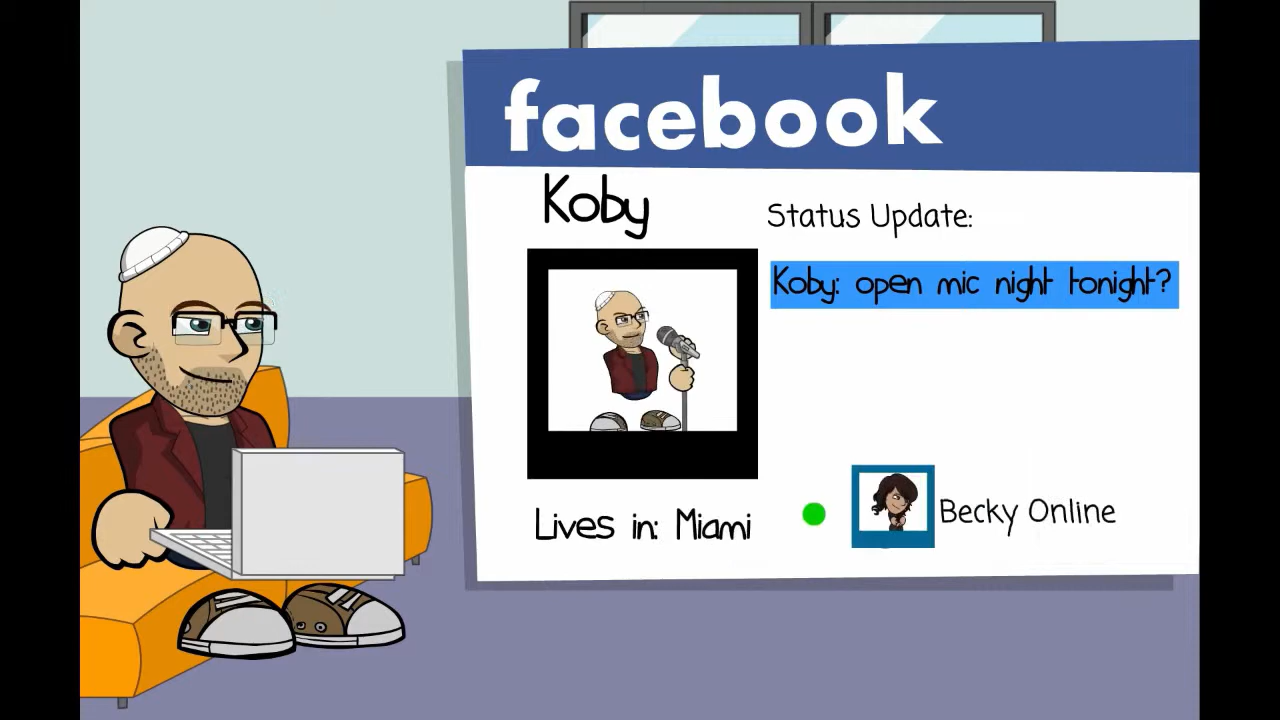 facebook
Koby
Status Update:
Koby: open mic night tonight?
Lives in: Miami
Becky Online